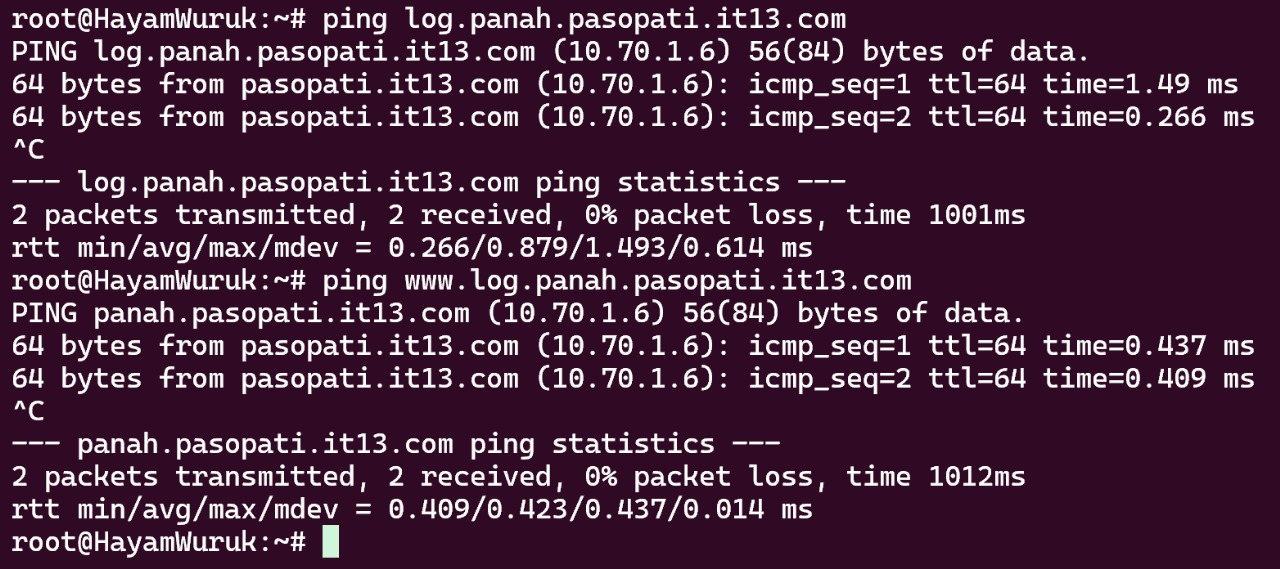 root@HayamWuruk:~# ping log.panah.pasopati.it13.com
PING log.panah.pasopati.it13.com (10.70.1.6) 56(84) bytes of data.
64 bytes from pasopati.it13.com (10.70.1.6): icmp_seq=1 ttl=64 time=1.49 ms
64 bytes from pasopati.it13.com (10.70.1.6): icmp_seq=2 ttl=64 time=0.266 ms
^C
--- log.panah.pasopati.it13.com ping statistics ---
2 packets transmitted, 2 received, 0% packet loss, time 1001ms
rtt min/avg/max/mdev = 0.266/0.879/1.493/0.614 ms
root@HayamWuruk:~# ping www.log.panah.pasopati.it13.com
PING panah.pasopati.it13.com (10.70.1.6) 56(84) bytes of data.
64 bytes from pasopati.it13.com (10.70.1.6): icmp_seq=1 ttl=64 time=0.437 ms
64 bytes from pasopati.it13.com (10.70.1.6): icmp_seq=2 ttl=64 time=0.409 ms
^C
--- panah.pasopati.it13.com ping statistics ---
2 packets transmitted, 2 received, 0% packet loss, time 1012ms
rtt min/avg/max/mdev = 0.409/0.423/0.437/0.014 ms
root@HayamWuruk:~#